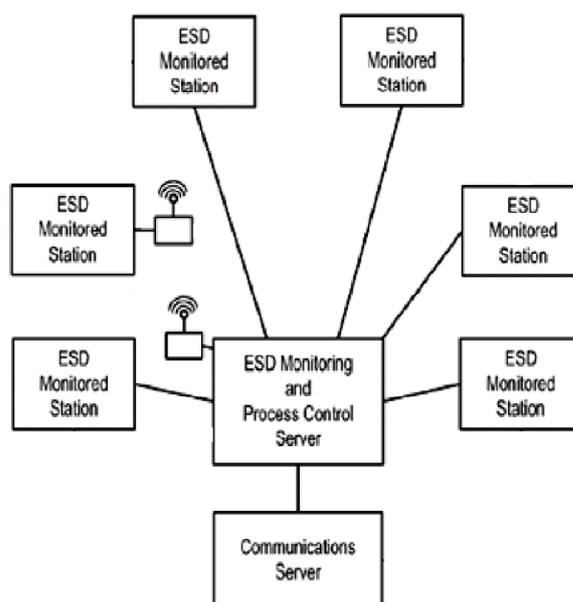 ESD
Monitored
Station
ESD
Monitored
Station
ESD
Monitored
Station
ESD
Monitored
Station
ESD
Monitored
Station
ESD Monitoring
and
Process Control
Server
ESD
Monitored
Station
Communications
Server